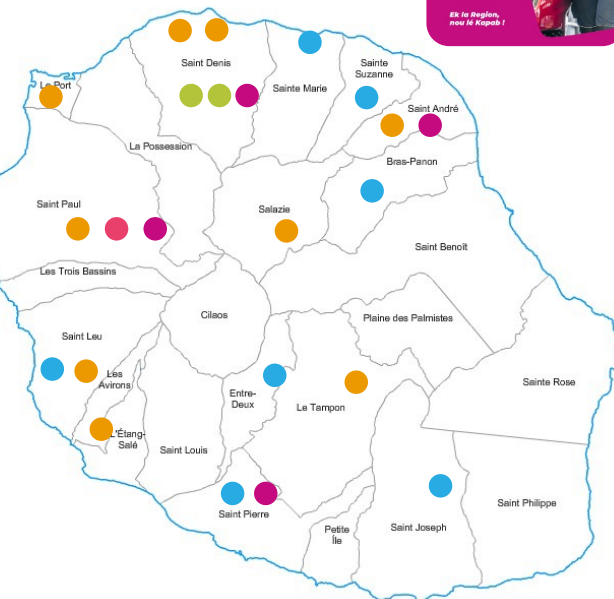 Ek la Region,
nou lé Kapab !
Saint Denis
Sainte Marie
Sainte
Suzanne
Le Port
Saint André
La Possession
Bras-Panon
Saint Paul
Salazie
Saint Benoît
Les Trois Bassins
Cilaos
Plaine des Palmistes
Saint Leu
Les
Avirons
Entre-
Deux
Le Tampon
Sainte Rose
L'Étang-
Salé
Saint Louis
Saint Pierre
Petite
Île
Saint Joseph
Saint Philippe